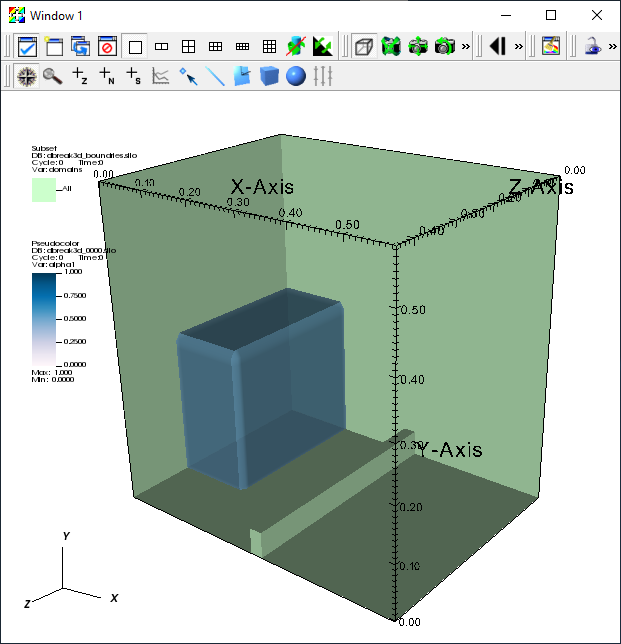 Window 1
» » »
Z N S
Subset
DB: dbreak3d_boundries.silo
Cycle: 0 Time:0
Var: domains
All
0.00 0.10 0.20 0.30 0.40 0.50
X-Axis
Z-Axis
0.00
0.40 0.30 0.20
Pseudocolor
DB: dbreak3d_0000.silo
Cycle: 0 Time:0
Var: alpha1
1.000
0.7500
0.5000
0.2500
0.0000
Max: 1.000
Min: 0.0000
0.50
0.40
0.30
Y-Axis
0.20
0.10
0.00
Y
X
Z